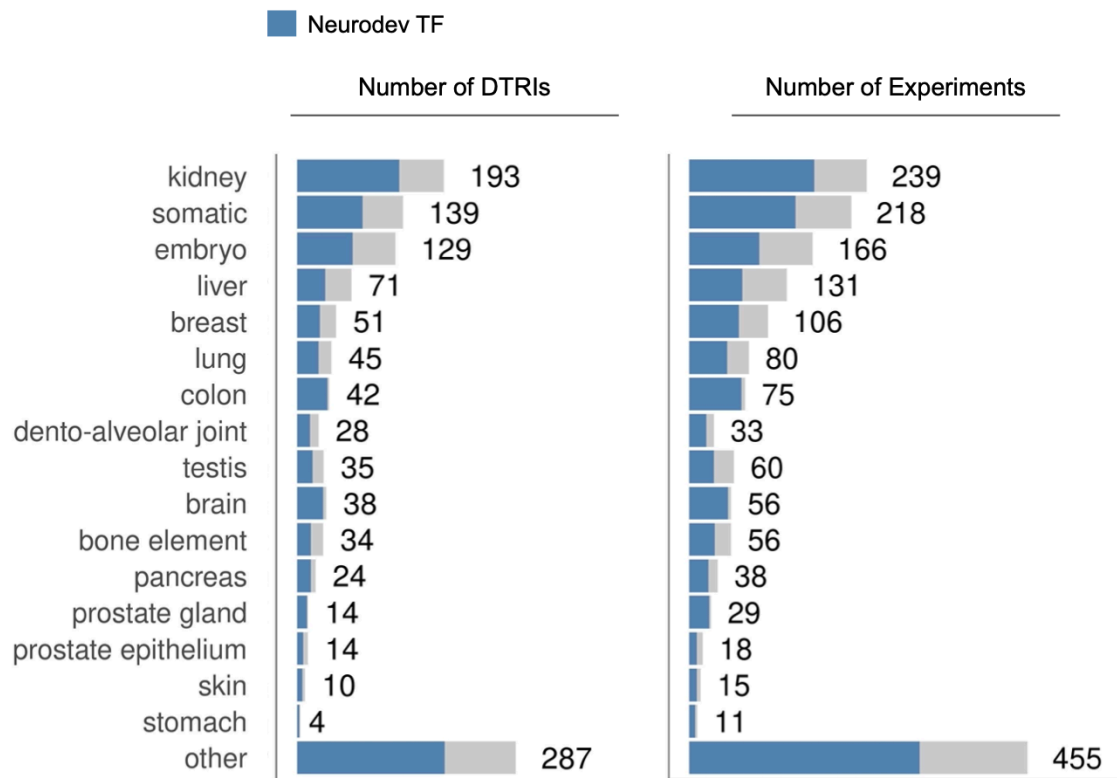 Neurodev TF
Number of DTRIs Number of Experiments
kidney 193 239
somatic 139 218
embryo 129 166
liver 71 131
breast 51 106
lung 45 80
colon 42 75
dento-alveolar joint 28 33
testis 35 60
brain 38 56
bone element 34 56
pancreas 24 38
prostate gland 14 29
prostate epithelium 14 18
skin 10 15
stomach 4 11
other 287 455